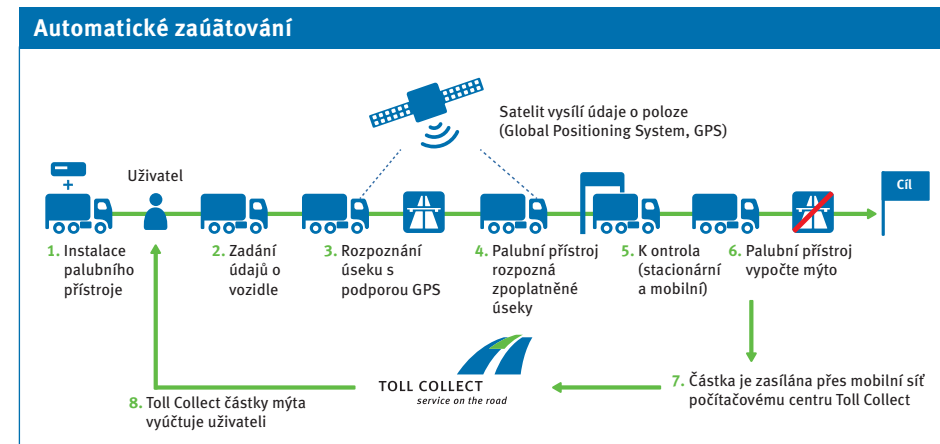 Automatické zaúãtování
Satelit vysílí údaje o poloze
(Global Positioning System, GPS)
+
Uživatel
Cíl
1. Instalace
palubního
přístroje
2. Zadání
údajů o
vozidle
3. Rozpoznání
úseku s
podporou GPS
4. Palubní přístroj
rozpozná
zpoplatněné
úseky
5. K ontrola
(stacionární
a mobilní)
6. Palubní přístroj
vypočte mýto
7. Částka je zasílána přes mobilní síť
počítačovému centru Toll Collect
TOLL COLLECT
service on the road
8. Toll Collect částky mýta
vyúčtuje uživateli